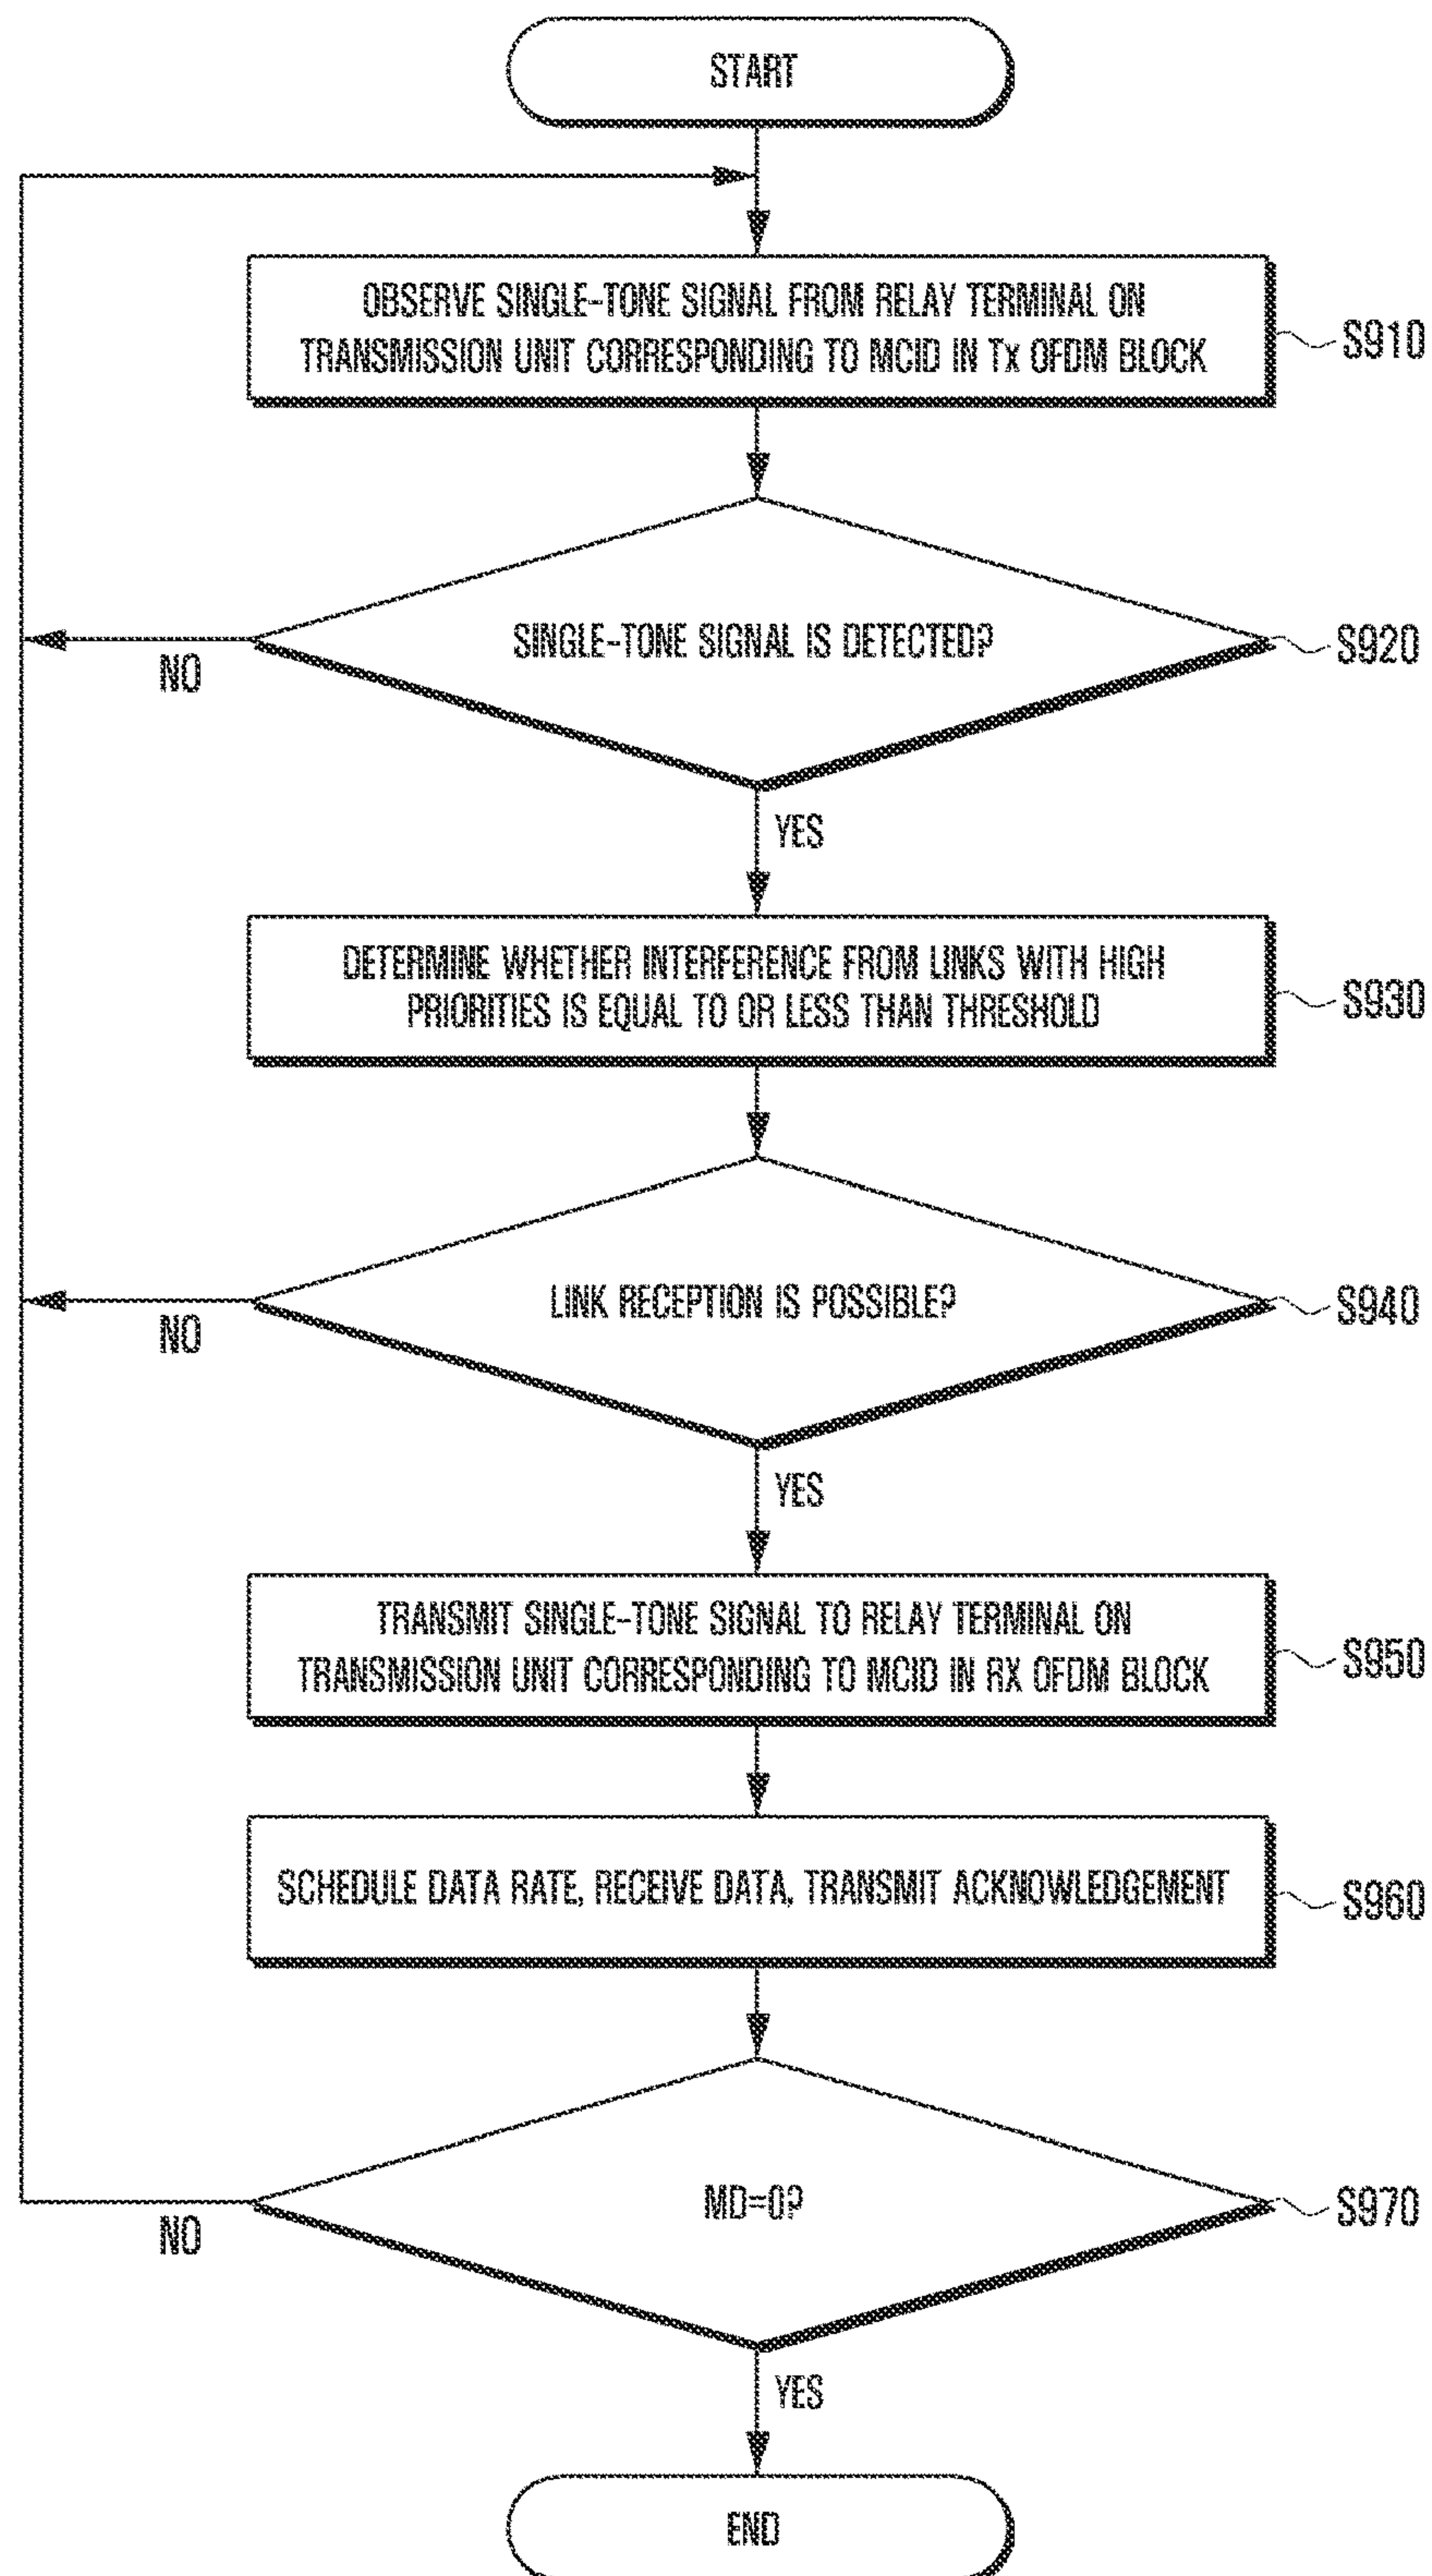 START
OBSERVE SINGLE-TONE SIGNAL FROM RELAY TERMINAL ON
TRANSMISSION UNIT CORRESPONDING TO MCID IN Tx OFDM BLOCK
S910
SINGLE-TONE SIGNAL IS DETECTED?
S920
NO
YES
DETERMINE WHETHER INTERFERENCE FROM LINKS WITH HIGH
PRIORITIES IS EQUAL TO OR LESS THAN THRESHOLD
S930
LINK RECEPTION IS POSSIBLE?
S940
NO
YES
TRANSMIT SINGLE-TONE SIGNAL TO RELAY TERMINAL ON
TRANSMISSION UNIT CORRESPONDING TO MCID IN RX OFDM BLOCK
S950
SCHEDULE DATA RATE, RECEIVE DATA, TRANSMIT ACKNOWLEDGEMENT
S960
MD=0?
S970
NO
YES
END